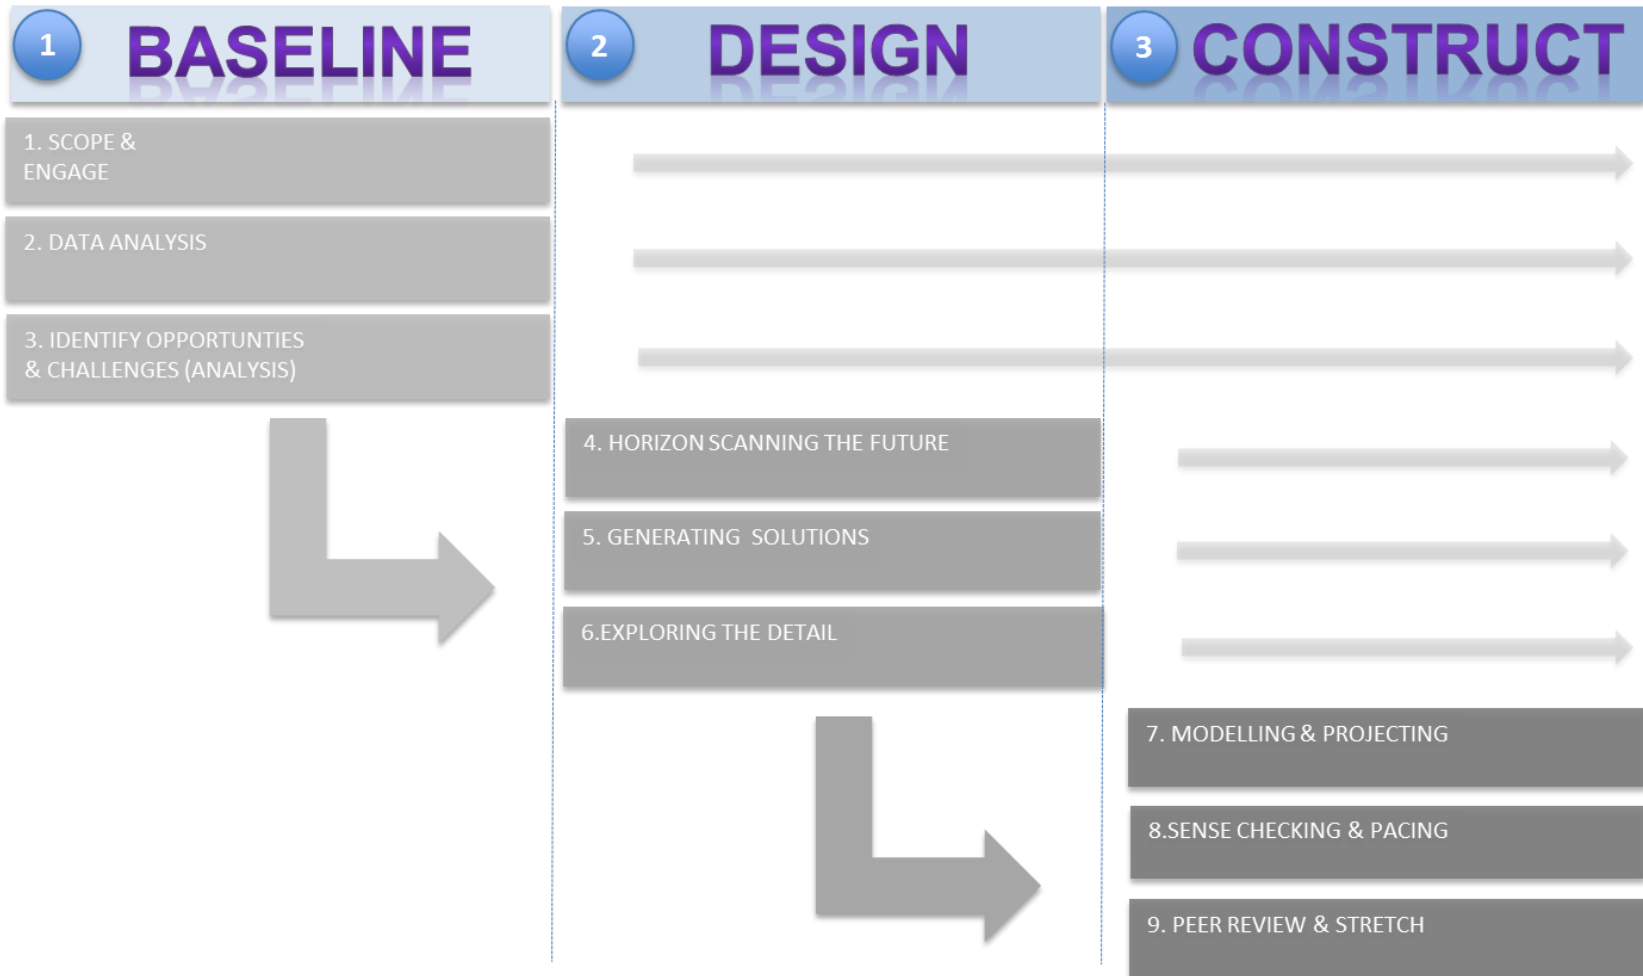 1 BASELINE
2 DESIGN
3 CONSTRUCT
1. SCOPE &
ENGAGE
2. DATA ANALYSIS
3. IDENTIFY OPPORTUNTIES
& CHALLENGES (ANALYSIS)
4. HORIZON SCANNING THE FUTURE
5. GENERATING  SOLUTIONS
6.EXPLORING THE DETAIL
7. MODELLING & PROJECTING
8.SENSE CHECKING & PACING
9. PEER REVIEW & STRETCH